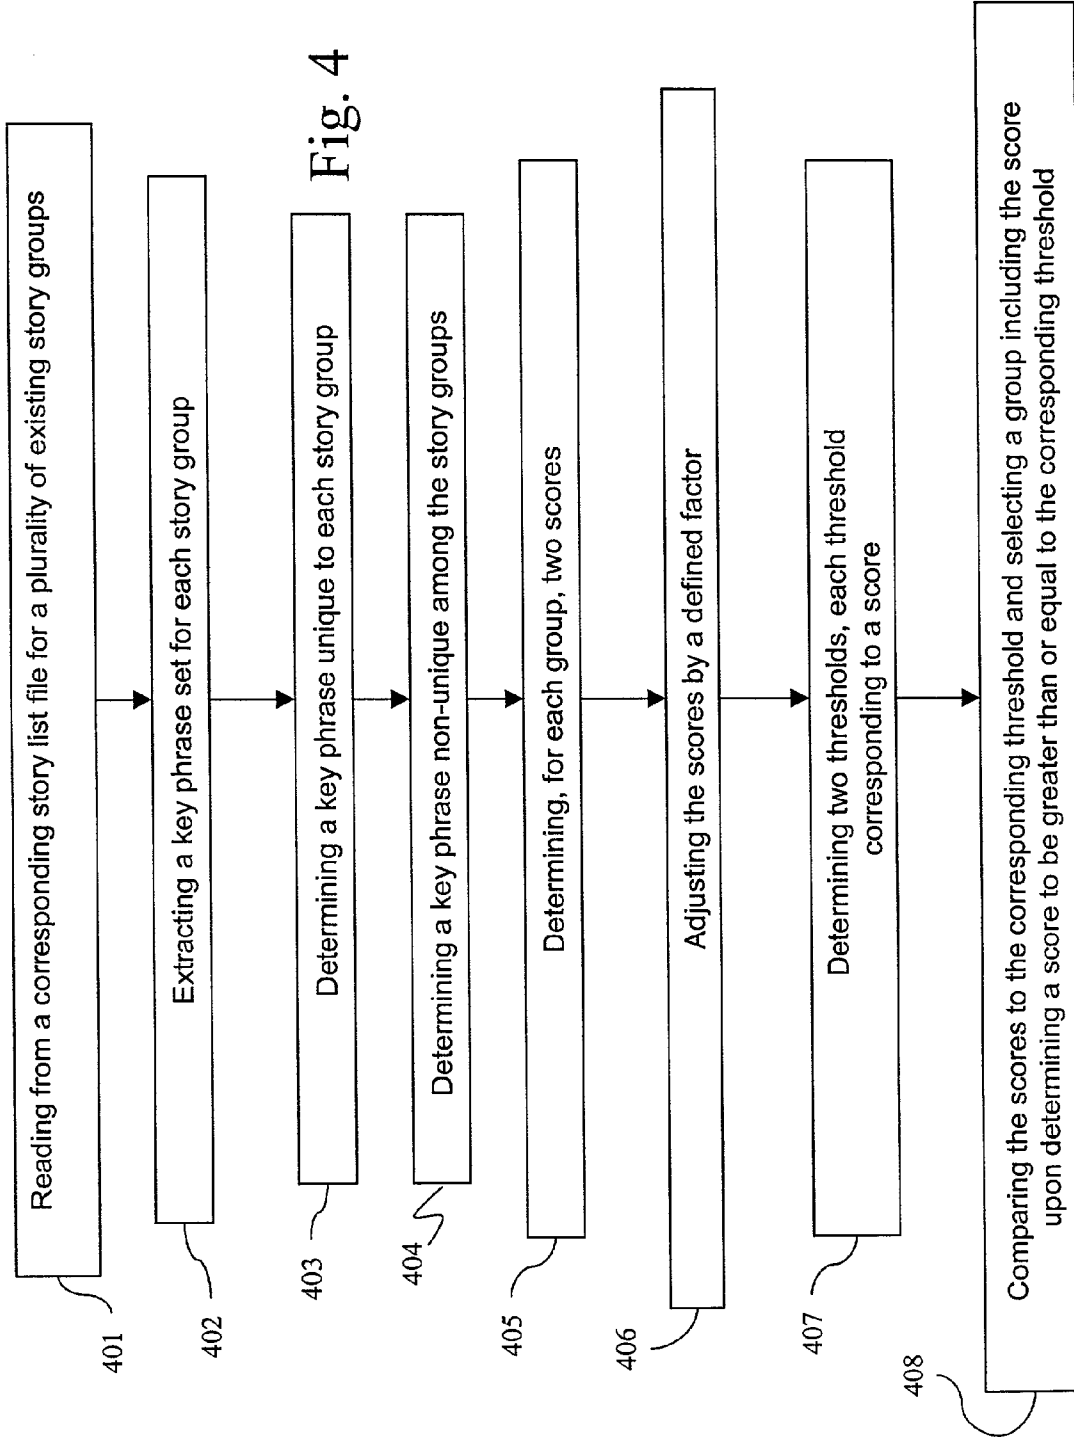 Reading from a corresponding story list file for a plurality of existing story groups
401
Extracting a key phrase set for each story group
402
Determining a key phrase unique to each story group
403
Determining a key phrase non-unique among the story groups
404
Determining, for each group, two scores
405
Adjusting the scores by a defined factor
406
Determining two thresholds, each threshold
corresponding to a score
407
Comparing the scores to the corresponding threshold and selecting a group including the score
upon determining a score to be greater than or equal to the corresponding threshold
408
Fig. 4